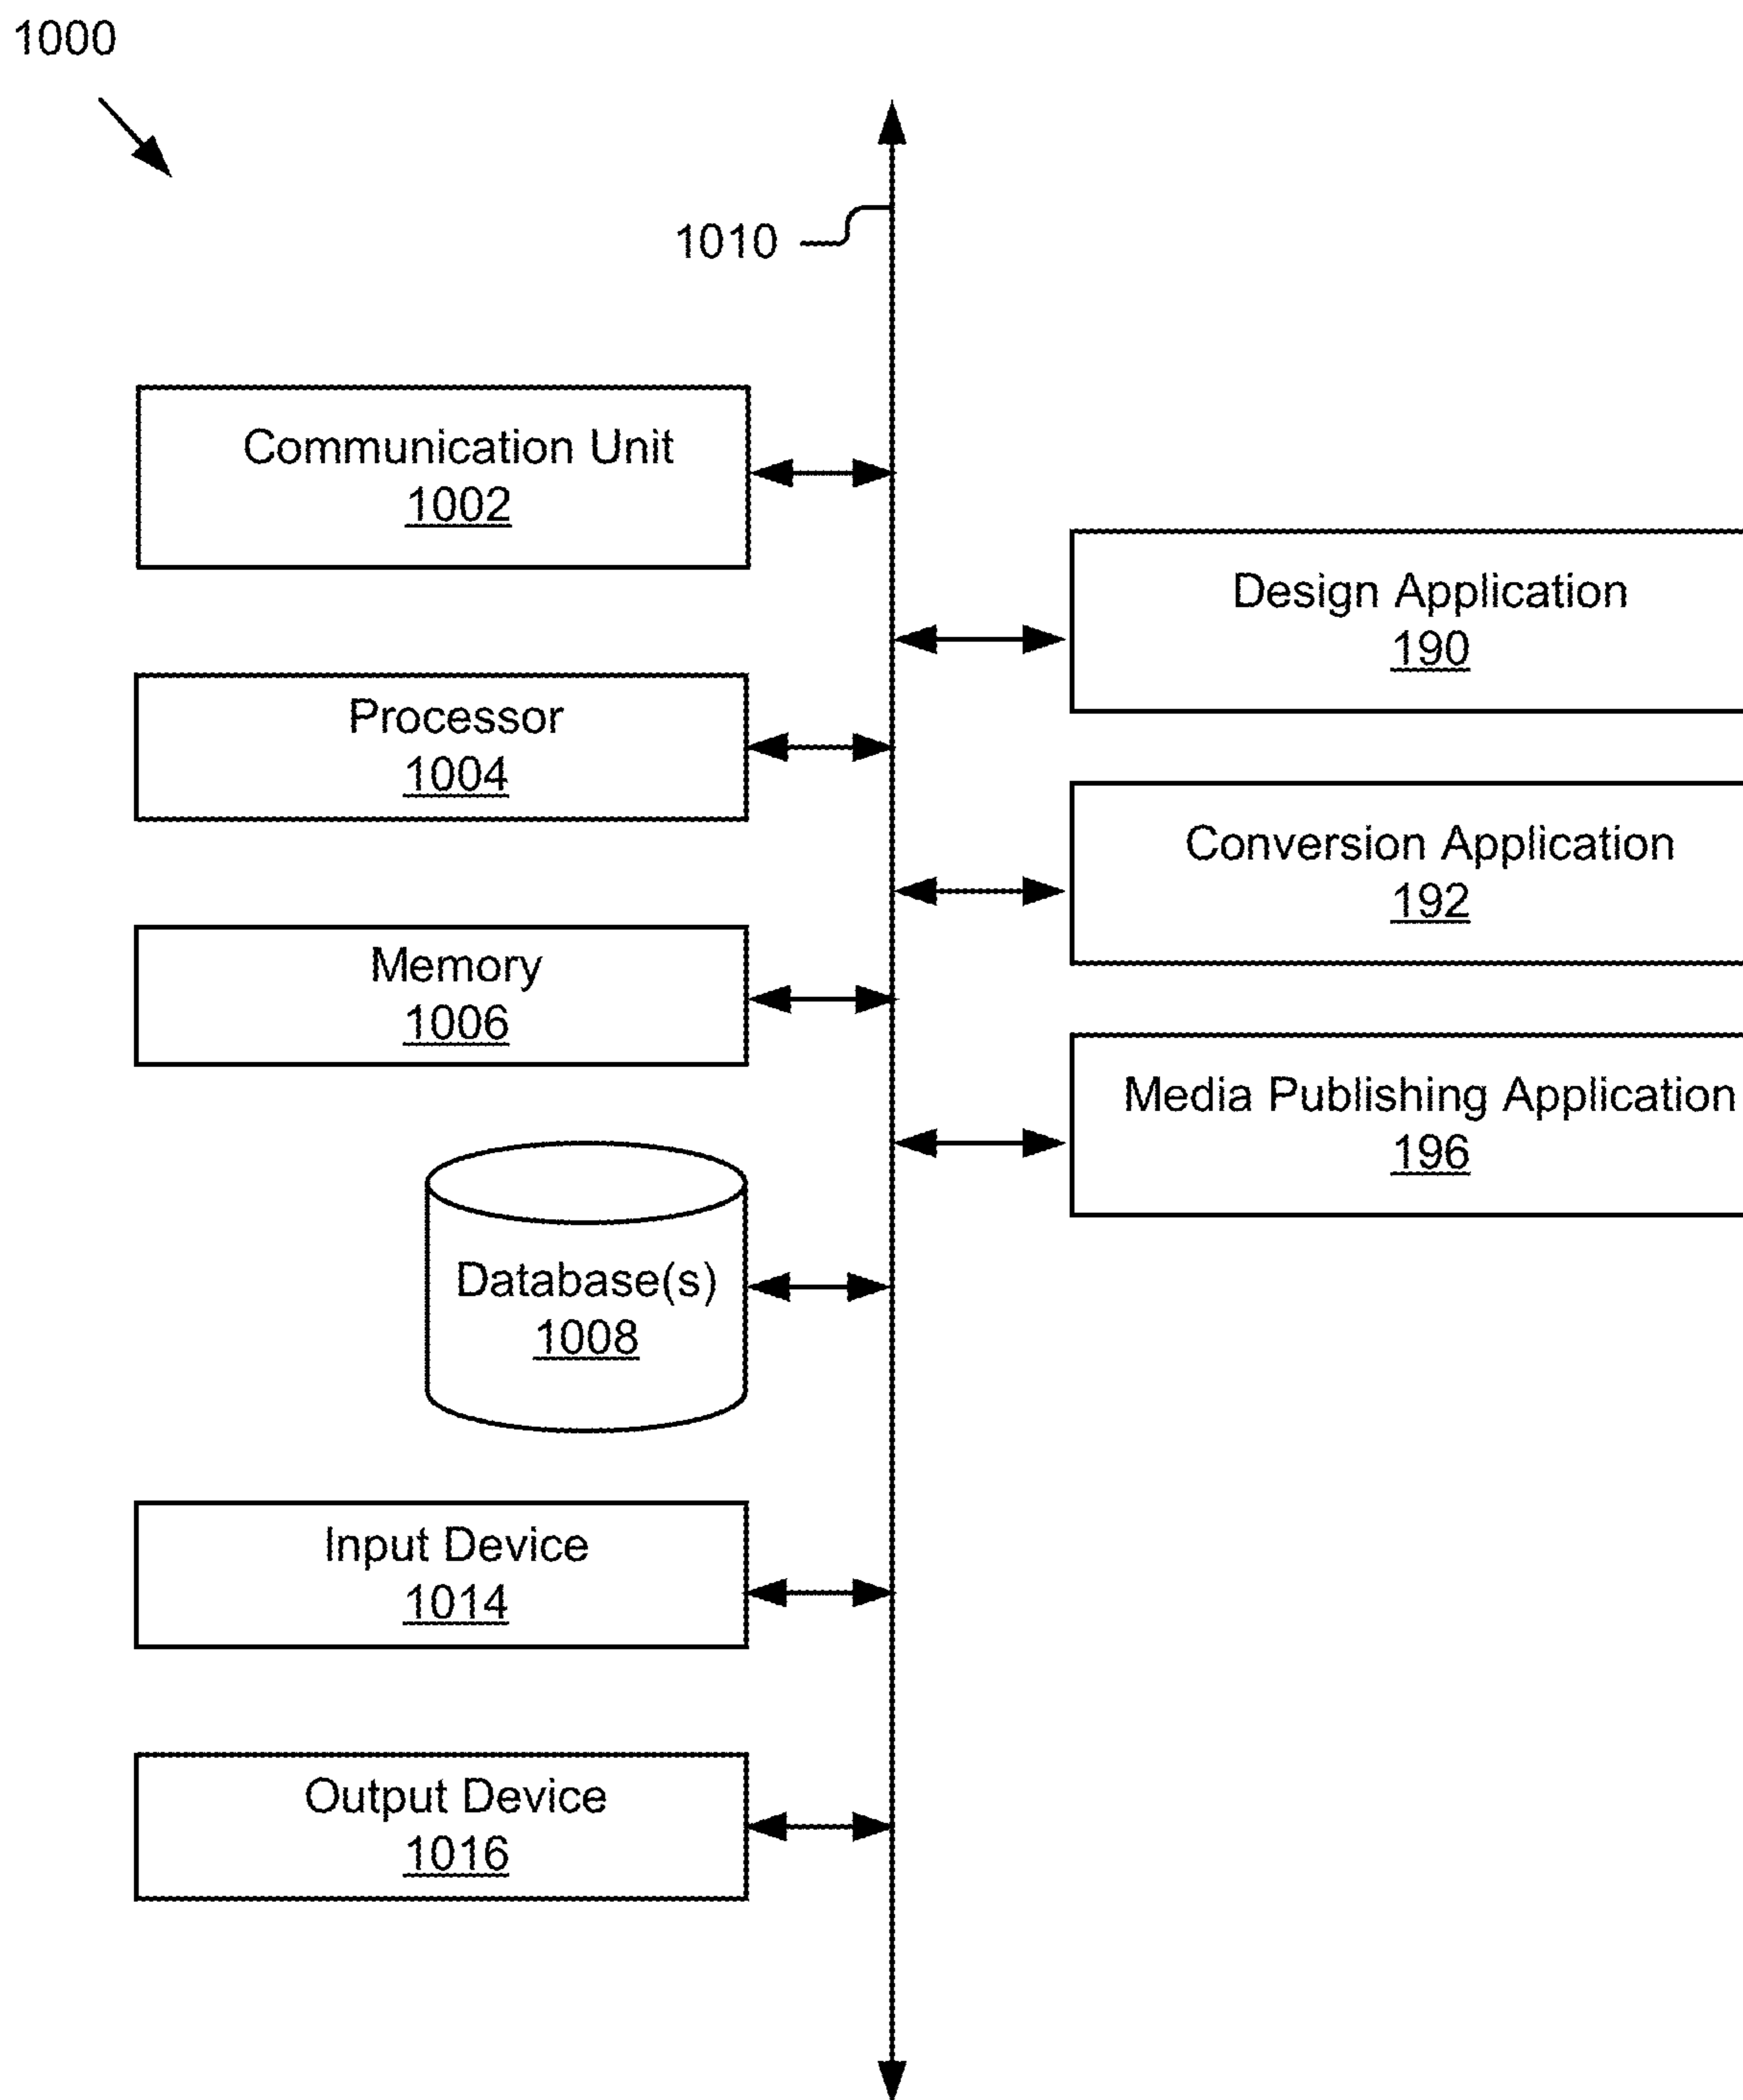 1000
1010
Communication Unit
1002
Design Application
190
Processor
1004
Conversion Application
192
Memory
1006
Media Publishing Application
196
Database(s)
1008
Input Device
1014
Output Device
1016